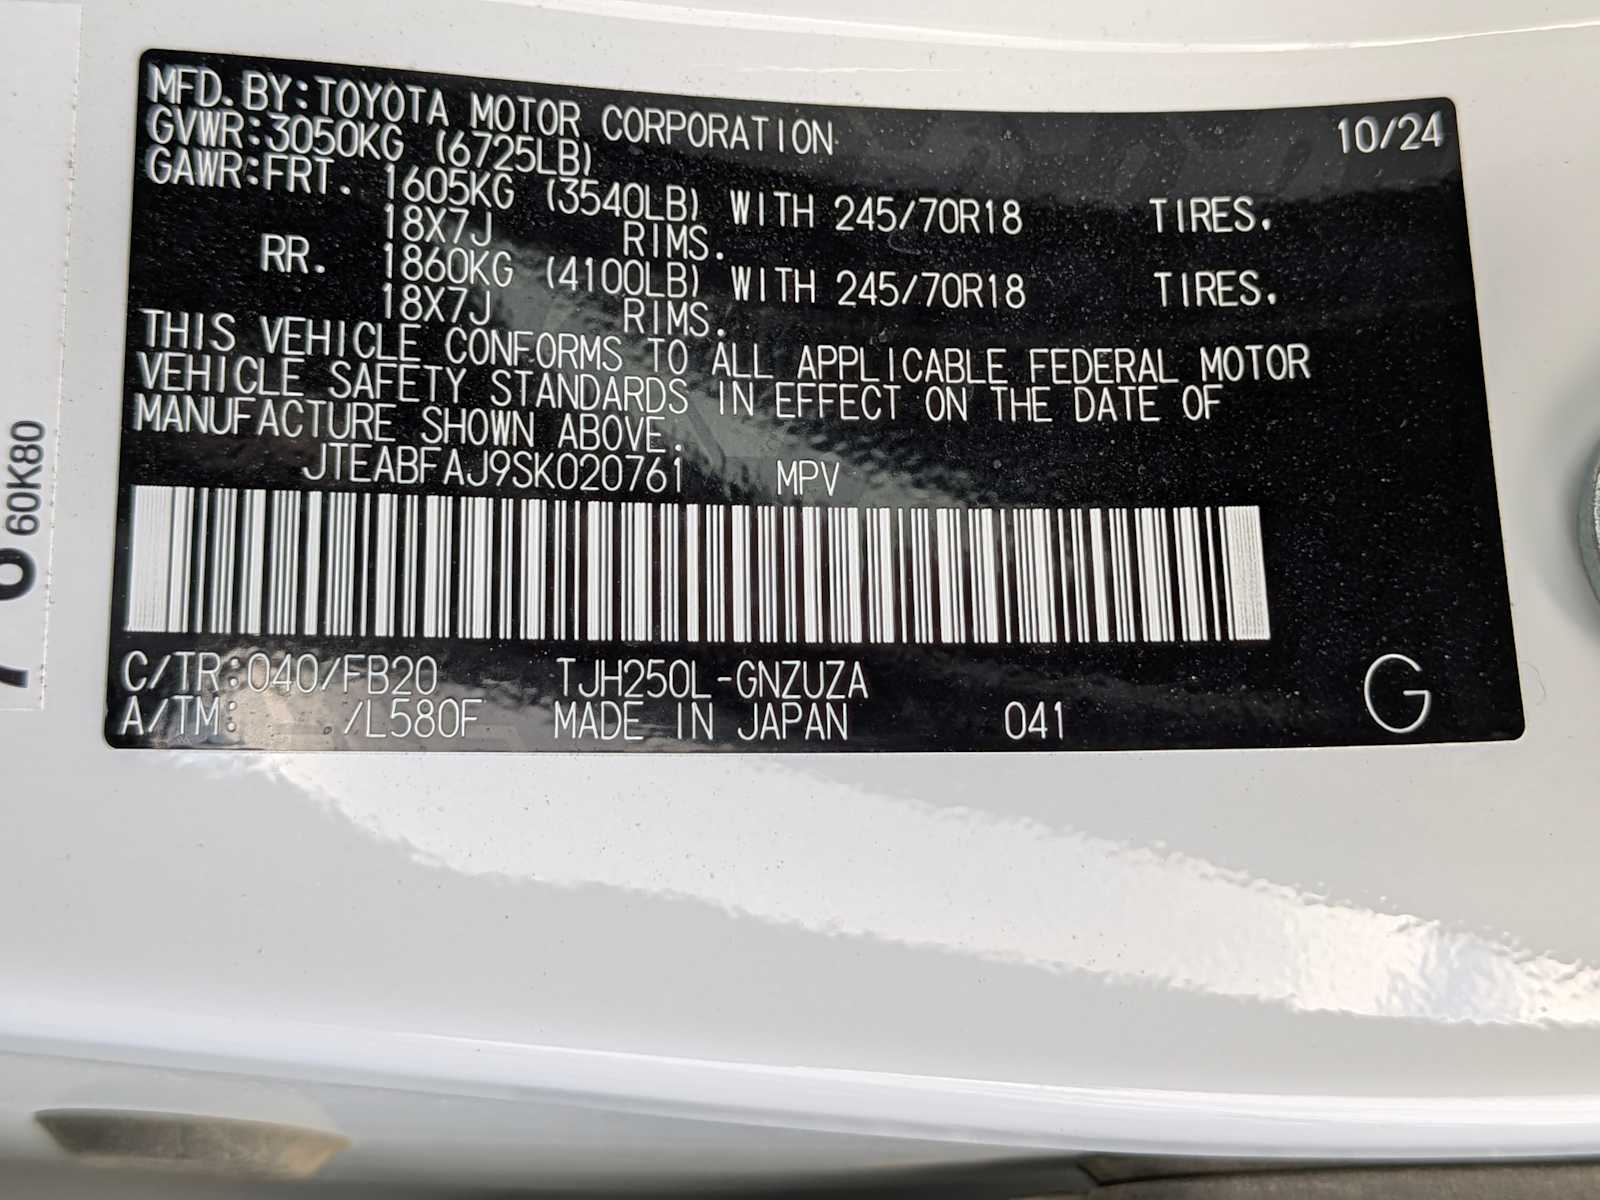 MFD.BY:TOYOTA MOTOR CORPORATION 10/24
GVWR:3050KG (6725LB)
GAWR:FRT. 1605KG (3540LB) WITH 245/70R18 TIRES.
18X7J RIMS.
RR. 1860KG (4100LB) WITH 245/70R18 TIRES.
18X7J RIMS.
THIS VEHICLE CONFORMS TO ALL APPLICABLE FEDERAL MOTOR
VEHICLE SAFETY STANDARDS IN EFFECT ON THE DATE OF
MANUFACTURE SHOWN ABOVE.
JTEABFAJ9SK020761 MPV
C/TR:040/FB20 TJH250L-GNZUZA
A/TM: /L580F MADE IN JAPAN 041 G
60K80